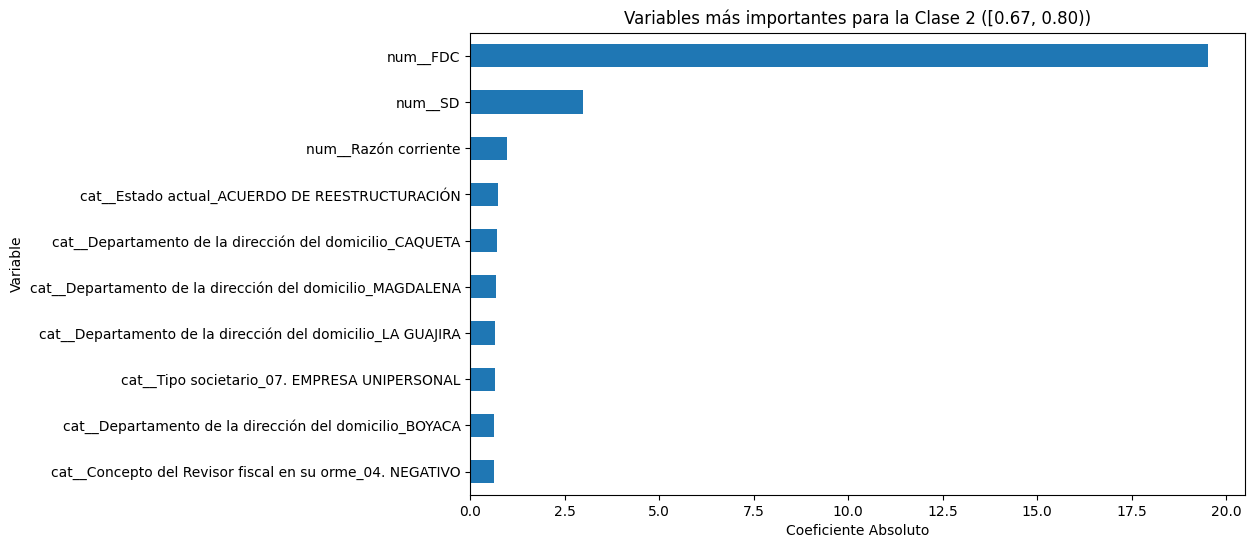 Variables más importantes para la Clase 2 ([0.67, 0.80))
num__FDC
num__SD
num__Razón corriente
cat__Estado actual_ACUERDO DE REESTRUCTURACIÓN
cat__Departamento de la dirección del domicilio_CAQUETA
cat__Departamento de la dirección del domicilio_MAGDALENA
cat__Departamento de la dirección del domicilio_LA GUAJIRA
cat__Tipo societario_07. EMPRESA UNIPERSONAL
cat__Departamento de la dirección del domicilio_BOYACA
cat__Concepto del Revisor fiscal en su orme_04. NEGATIVO
Variable
0.0 2.5 5.0 7.5 10.0 12.5 15.0 17.5 20.0
Coeficiente Absoluto